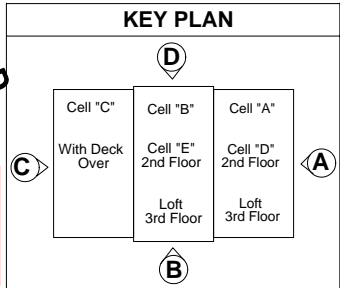 KEY PLAN
D
Cell "C"
With Deck
Over
Cell "B"
Cell "E"
2nd Floor
Loft
3rd Floor
Cell "A"
Cell "D"
2nd Floor
Loft
3rd Floor
C
A
B